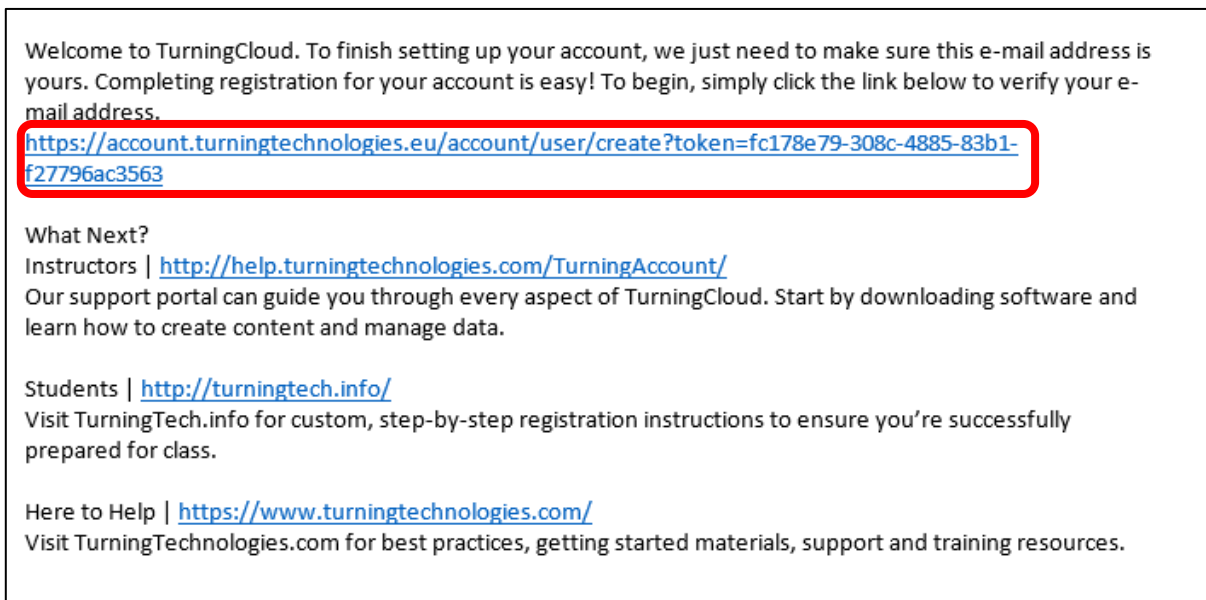 Welcome to TurningCloud. To finish setting up your account, we just need to make sure this e-mail address is
yours. Completing registration for your account is easy! To begin, simply click the link below to verify your e-
mail address.
https://account.turningtechnologies.eu/account/user/create?token=fc178e79-308c-4885-83b1-
f27796ac3563
What Next?
Instructors | http://help.turningtechnologies.com/TurningAccount/
Our support portal can guide you through every aspect of TurningCloud. Start by downloading software and
learn how to create content and manage data.
Students | http://turningtech.info/
Visit TurningTech.info for custom, step-by-step registration instructions to ensure you’re successfully
prepared for class.
Here to Help | https://www.turningtechnologies.com/
Visit TurningTechnologies.com for best practices, getting started materials, support and training resources.